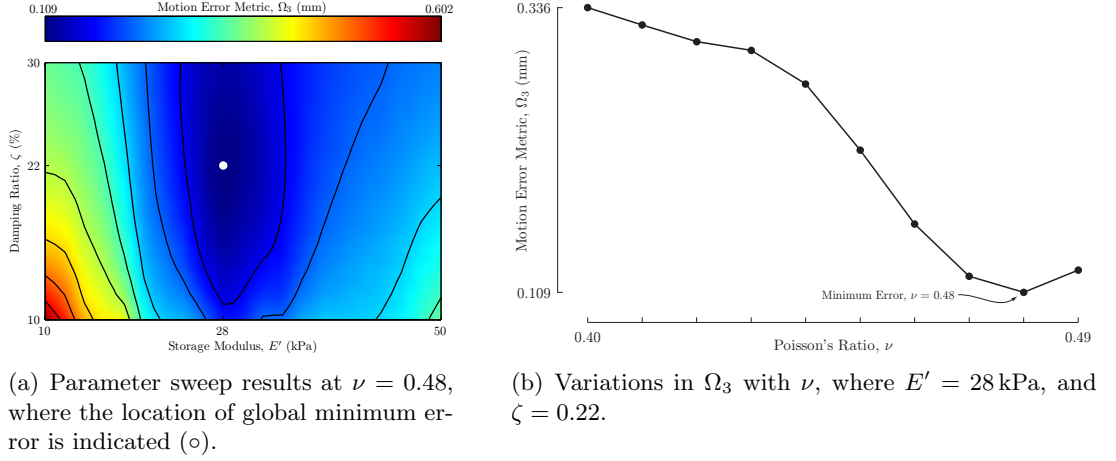 0.109 Motion Error Metric, Ω₃ (mm) 0.602
30
22
10
Damping Ratio, ζ (%)
10 28 50
Storage Modulus, E′ (kPa)
(a) Parameter sweep results at ν = 0.48,
where the location of global minimum er-
ror is indicated (○).
0.336
0.109
Motion Error Metric, Ω₃ (mm)
Minimum Error, ν = 0.48
0.40 0.49
Poisson's Ratio, ν
(b) Variations in Ω₃ with ν, where E′ = 28 kPa, and
ζ = 0.22.